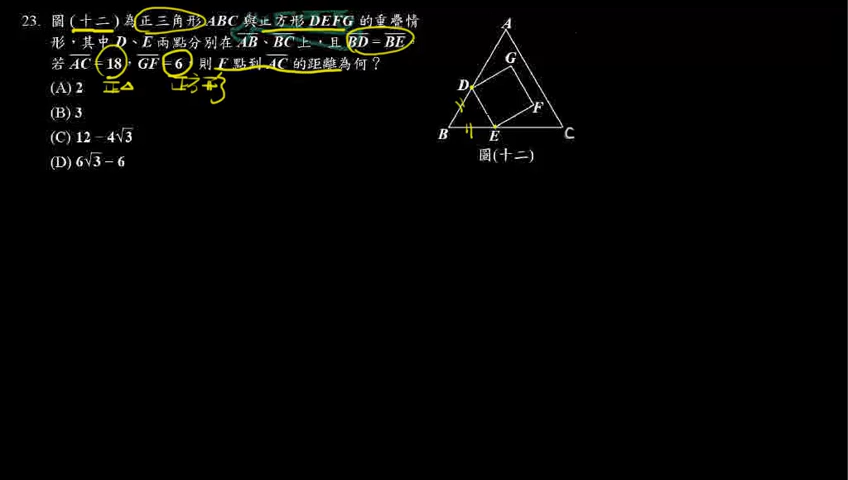 23. 圖(十二)為正三角形ABC與正方形DEFG的重疊情
形，其中D、E兩點分別在AB、BC上，且BD=BE。
若AC=18，GF=6，則F點到AC的距離為何？
正△ 正方形
(A) 2
(B) 3
(C) 12－4√3
(D) 6√3－6
A
G
D
F
B
E
C
圖(十二)